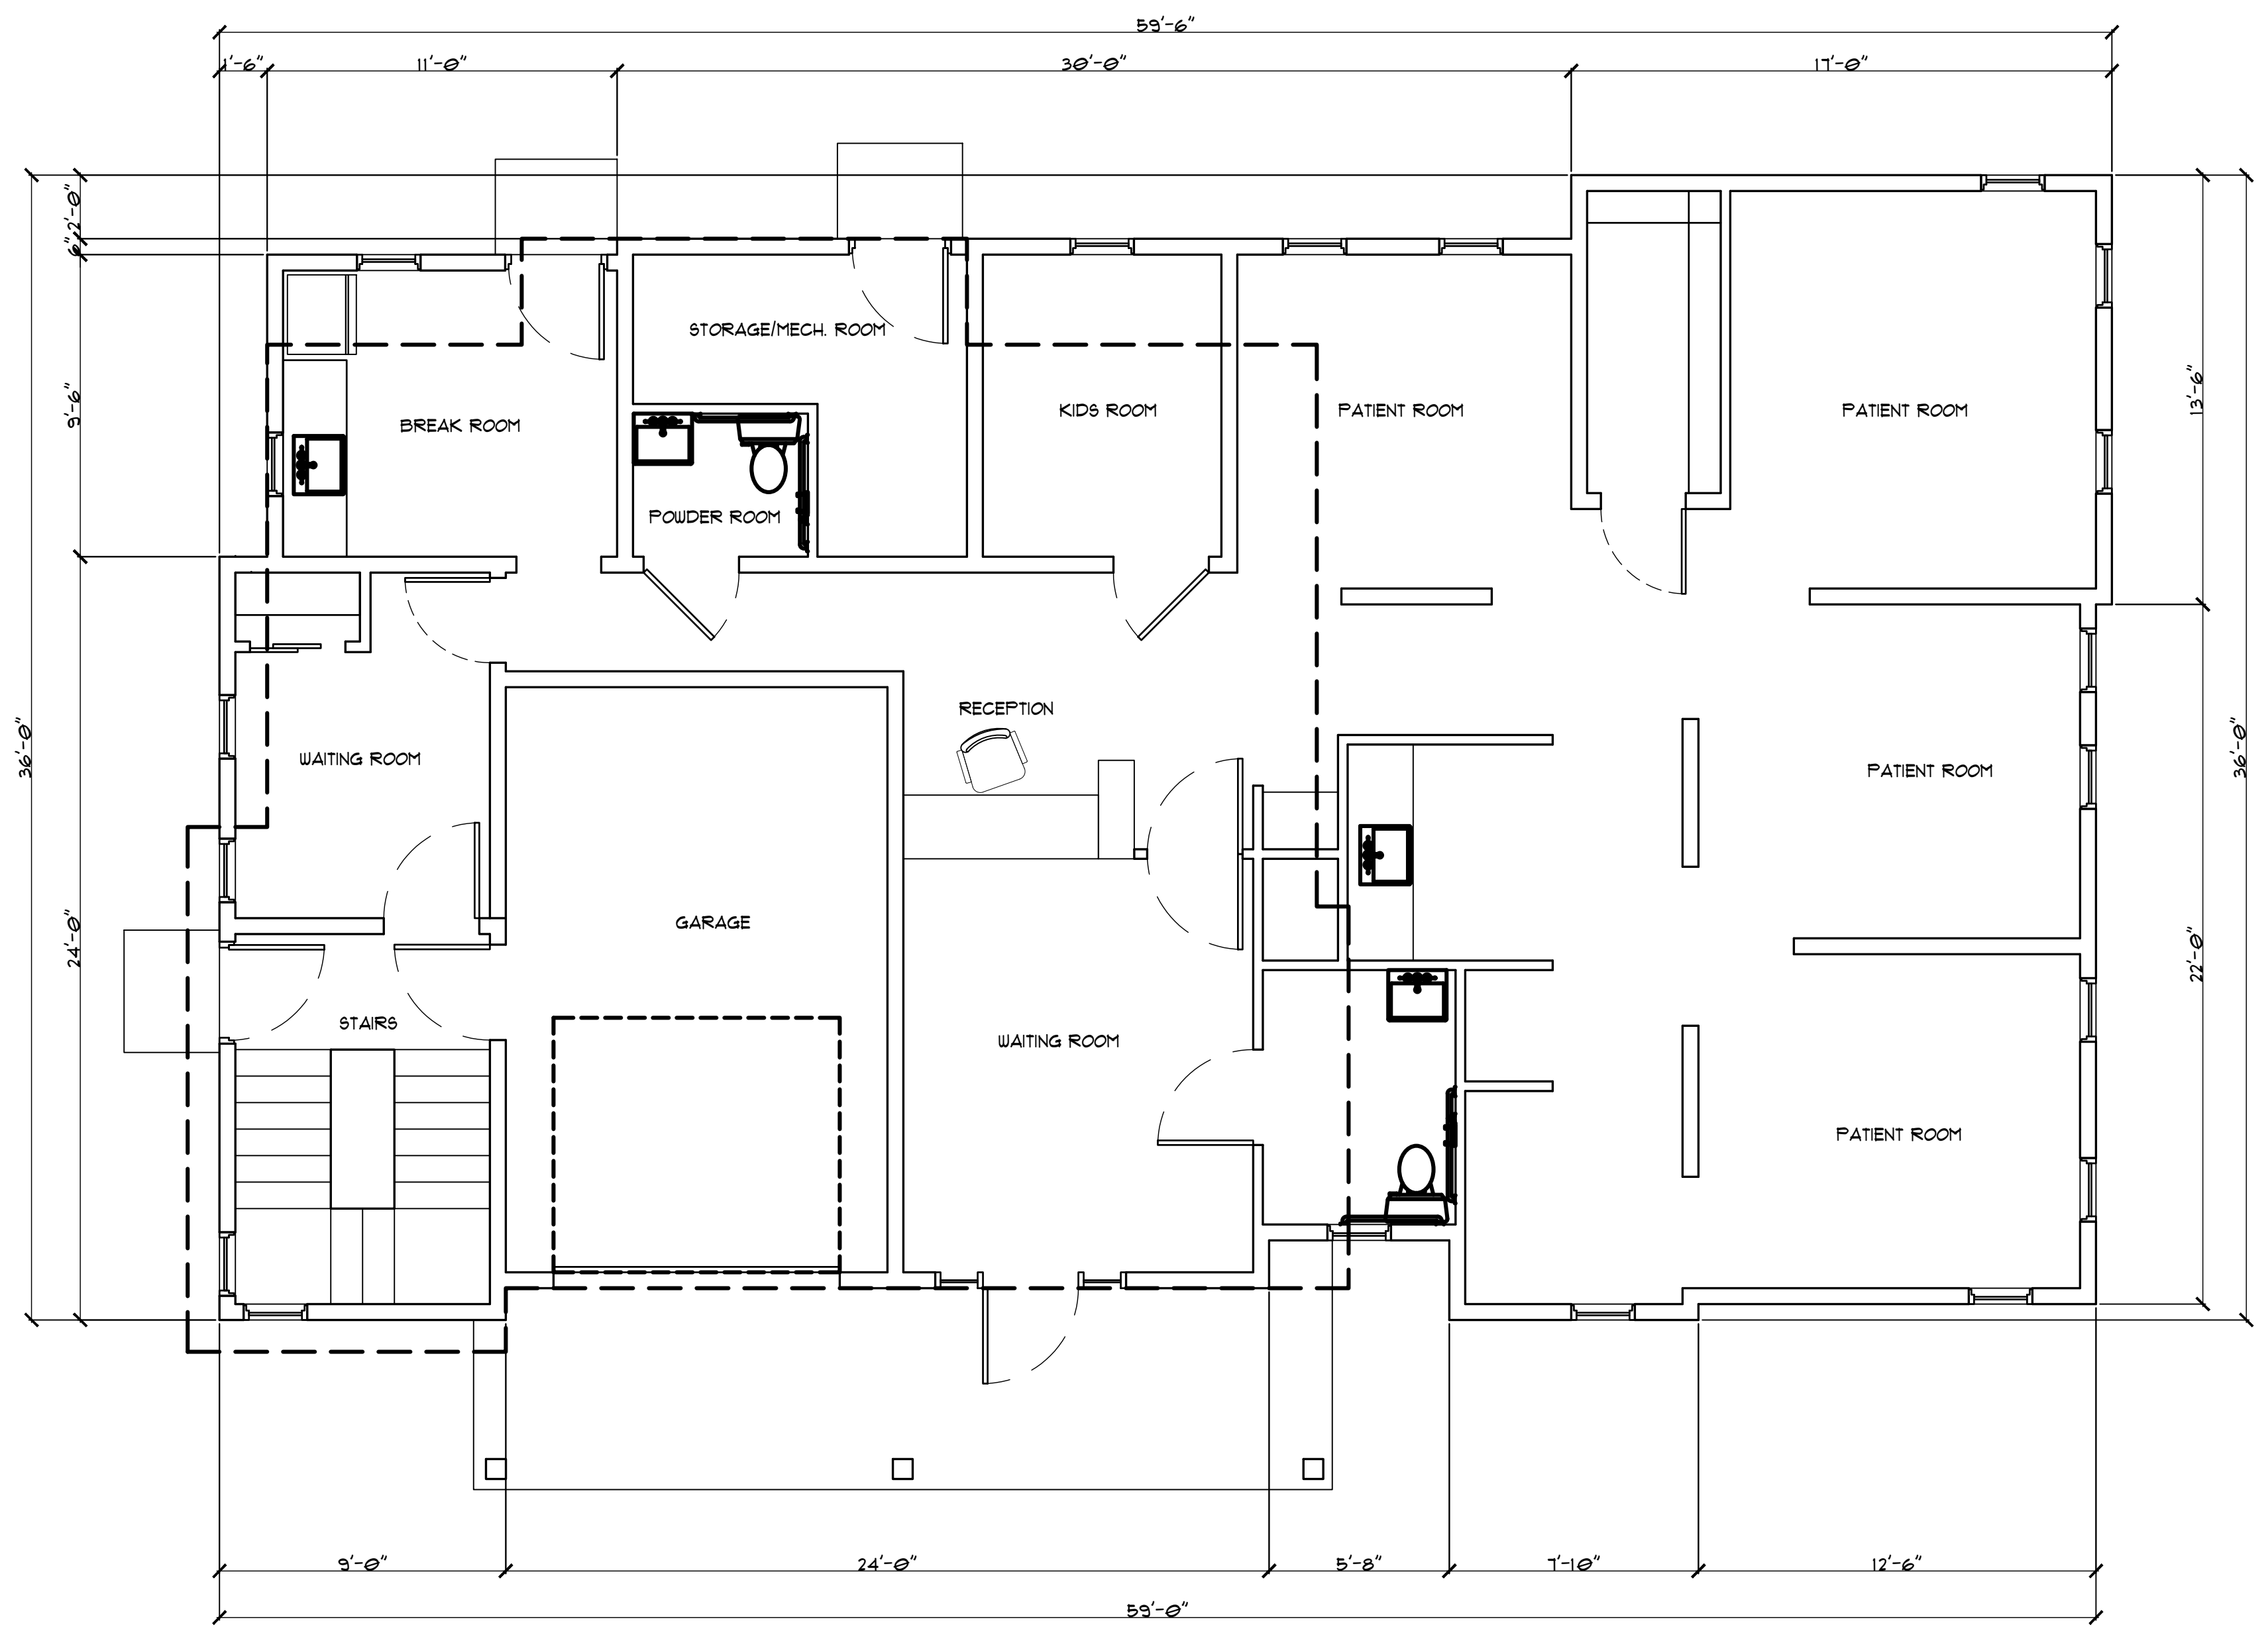 59'-6"
1'-6"
11'-0"
30'-0"
17'-0"
2'-0"
6"
STORAGE/MECH. ROOM
9'-6"
BREAK ROOM
KIDS ROOM
PATIENT ROOM
PATIENT ROOM
13'-6"
POWDER ROOM
RECEPTION
36'-0"
WAITING ROOM
PATIENT ROOM
36'-0"
GARAGE
24'-0"
22'-0"
STAIRS
WAITING ROOM
PATIENT ROOM
9'-0"
24'-0"
5'-8"
7'-10"
12'-6"
59'-0"